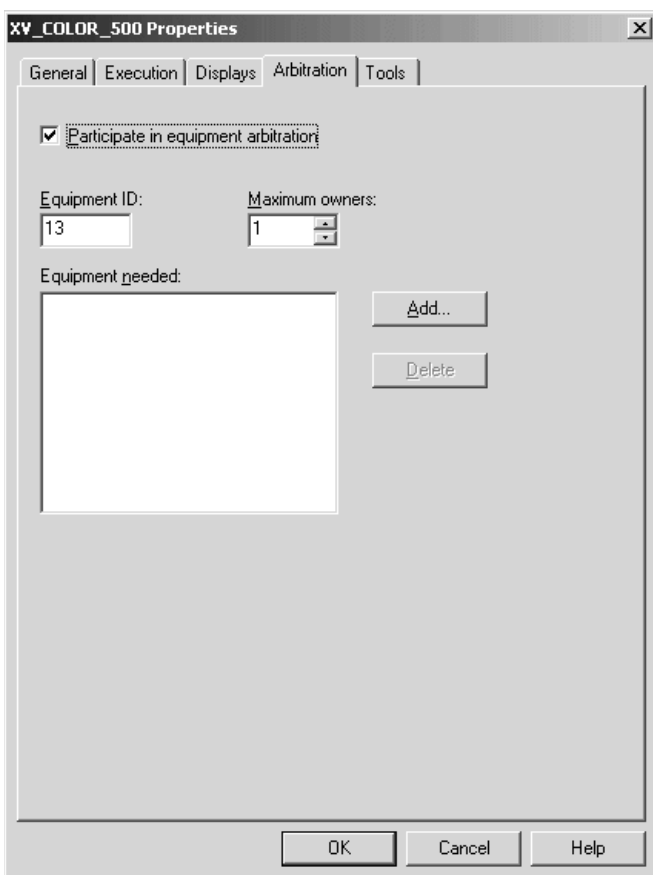 XV_COLOR_500 Properties
General Execution Displays Arbitration Tools
Participate in equipment arbitration
Equipment ID: Maximum owners:
13 1
Equipment needed:
Add...
Delete
OK Cancel Help